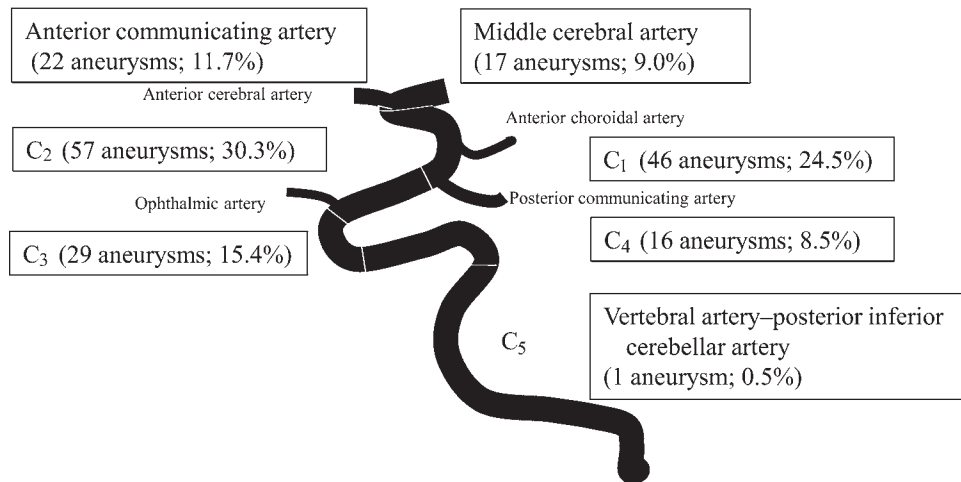 Anterior communicating artery
(22 aneurysms; 11.7%)
Middle cerebral artery
(17 aneurysms; 9.0%)
Anterior cerebral artery
Anterior choroidal artery
C₂ (57 aneurysms; 30.3%)
C₁ (46 aneurysms; 24.5%)
Ophthalmic artery
Posterior communicating artery
C₃ (29 aneurysms; 15.4%)
C₄ (16 aneurysms; 8.5%)
C₅
Vertebral artery–posterior inferior
cerebellar artery
(1 aneurysm; 0.5%)